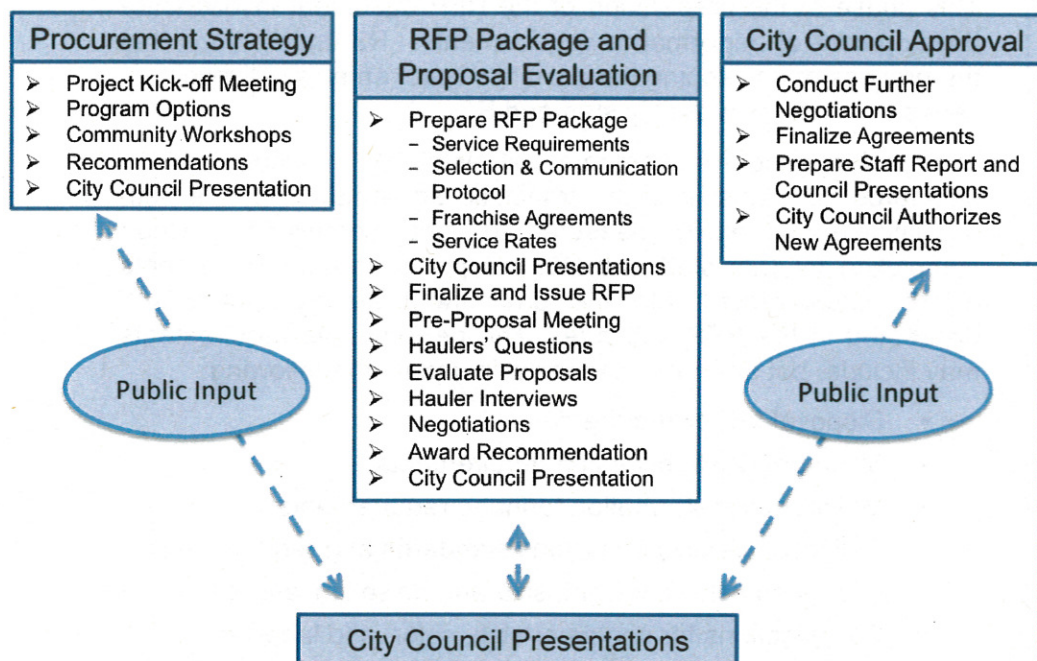 Procurement Strategy
➢ Project Kick-off Meeting
➢ Program Options
➢ Community Workshops
➢ Recommendations
➢ City Council Presentation
RFP Package and
Proposal Evaluation
➢ Prepare RFP Package
– Service Requirements
– Selection & Communication
Protocol
– Franchise Agreements
– Service Rates
➢ City Council Presentations
➢ Finalize and Issue RFP
➢ Pre-Proposal Meeting
➢ Haulers' Questions
➢ Evaluate Proposals
➢ Hauler Interviews
➢ Negotiations
➢ Award Recommendation
➢ City Council Presentation
City Council Approval
➢ Conduct Further
Negotiations
➢ Finalize Agreements
➢ Prepare Staff Report and
Council Presentations
➢ City Council Authorizes
New Agreements
Public Input
Public Input
City Council Presentations